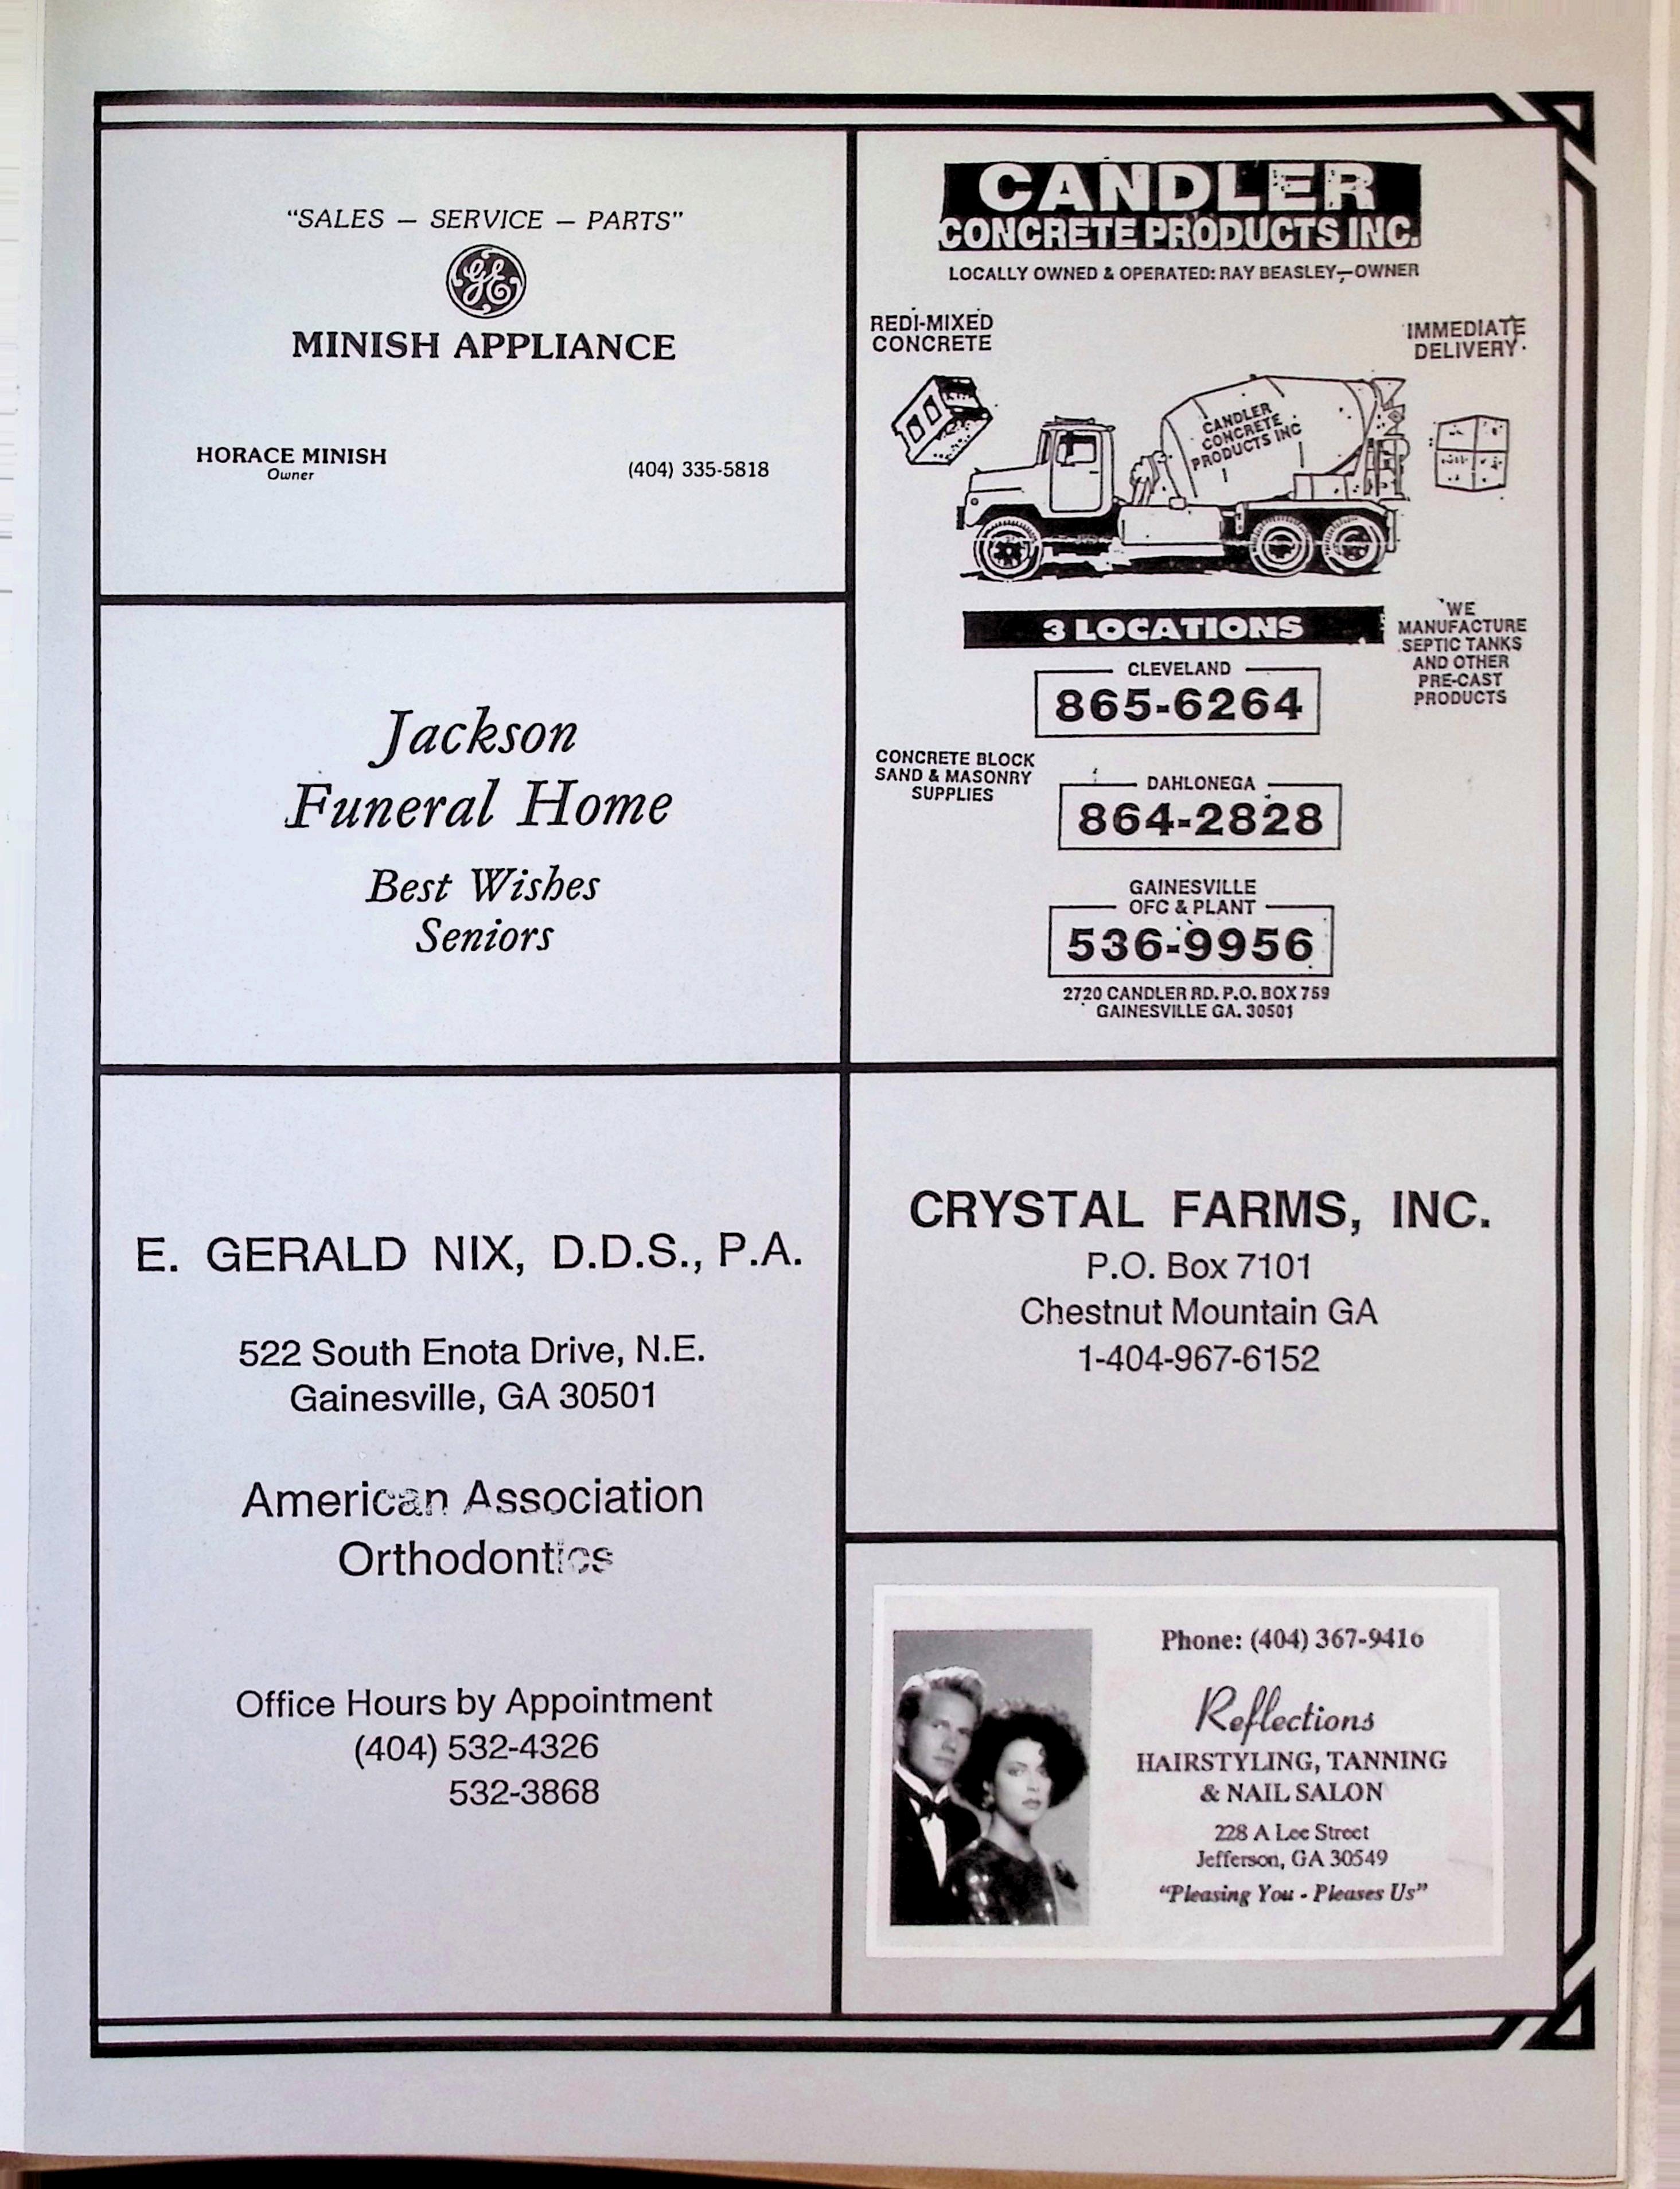 "SALES — SERVICE — PARTS"
GE
MINISH APPLIANCE
HORACE MINISH
Owner
(404) 335-5818
Jackson
Funeral Home
Best Wishes
Seniors
E. GERALD NIX, D.D.S., P.A.
522 South Enota Drive, N.E.
Gainesville, GA 30501
American Association
Orthodontics
Office Hours by Appointment
(404) 532-4326
532-3868
CANDLER
CONCRETE PRODUCTS INC.
LOCALLY OWNED & OPERATED: RAY BEASLEY,—OWNER
REDI-MIXED
CONCRETE
IMMEDIATE
DELIVERY
CANDLER
CONCRETE
PRODUCTS INC
3 LOCATIONS
WE
MANUFACTURE
SEPTIC TANKS
AND OTHER
PRE-CAST
PRODUCTS
CLEVELAND
865-6264
CONCRETE BLOCK
SAND & MASONRY
SUPPLIES
DAHLONEGA
864-2828
GAINESVILLE
OFC & PLANT
536-9956
2720 CANDLER RD. P.O. BOX 759
GAINESVILLE GA. 30501
CRYSTAL FARMS, INC.
P.O. Box 7101
Chestnut Mountain GA
1-404-967-6152
Phone: (404) 367-9416
Reflections
HAIRSTYLING, TANNING
& NAIL SALON
228 A Lee Street
Jefferson, GA 30549
"Pleasing You - Pleases Us"